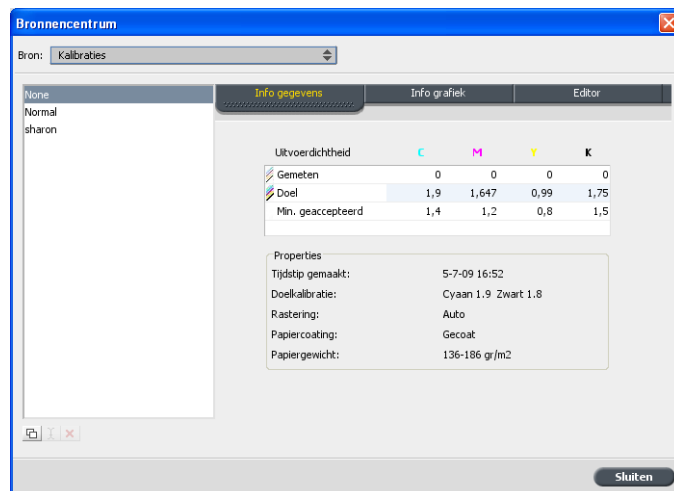 Bronnencentrum
Bron: Kalibraties
None
Normal
sharon
Info gegevens Info grafiek Editor
Uitvoerdichtheid C M Y K
Gemeten 0 0 0 0
Doel 1,9 1,647 0,99 1,75
Min. geaccepteerd 1,4 1,2 0,8 1,5
Properties
Tijdstip gemaakt: 5-7-09 16:52
Doelkalibratie: Cyaan 1.9 Zwart 1.8
Rastering: Auto
Papiercoating: Gecoat
Papiergewicht: 136-186 gr/m2
Sluiten